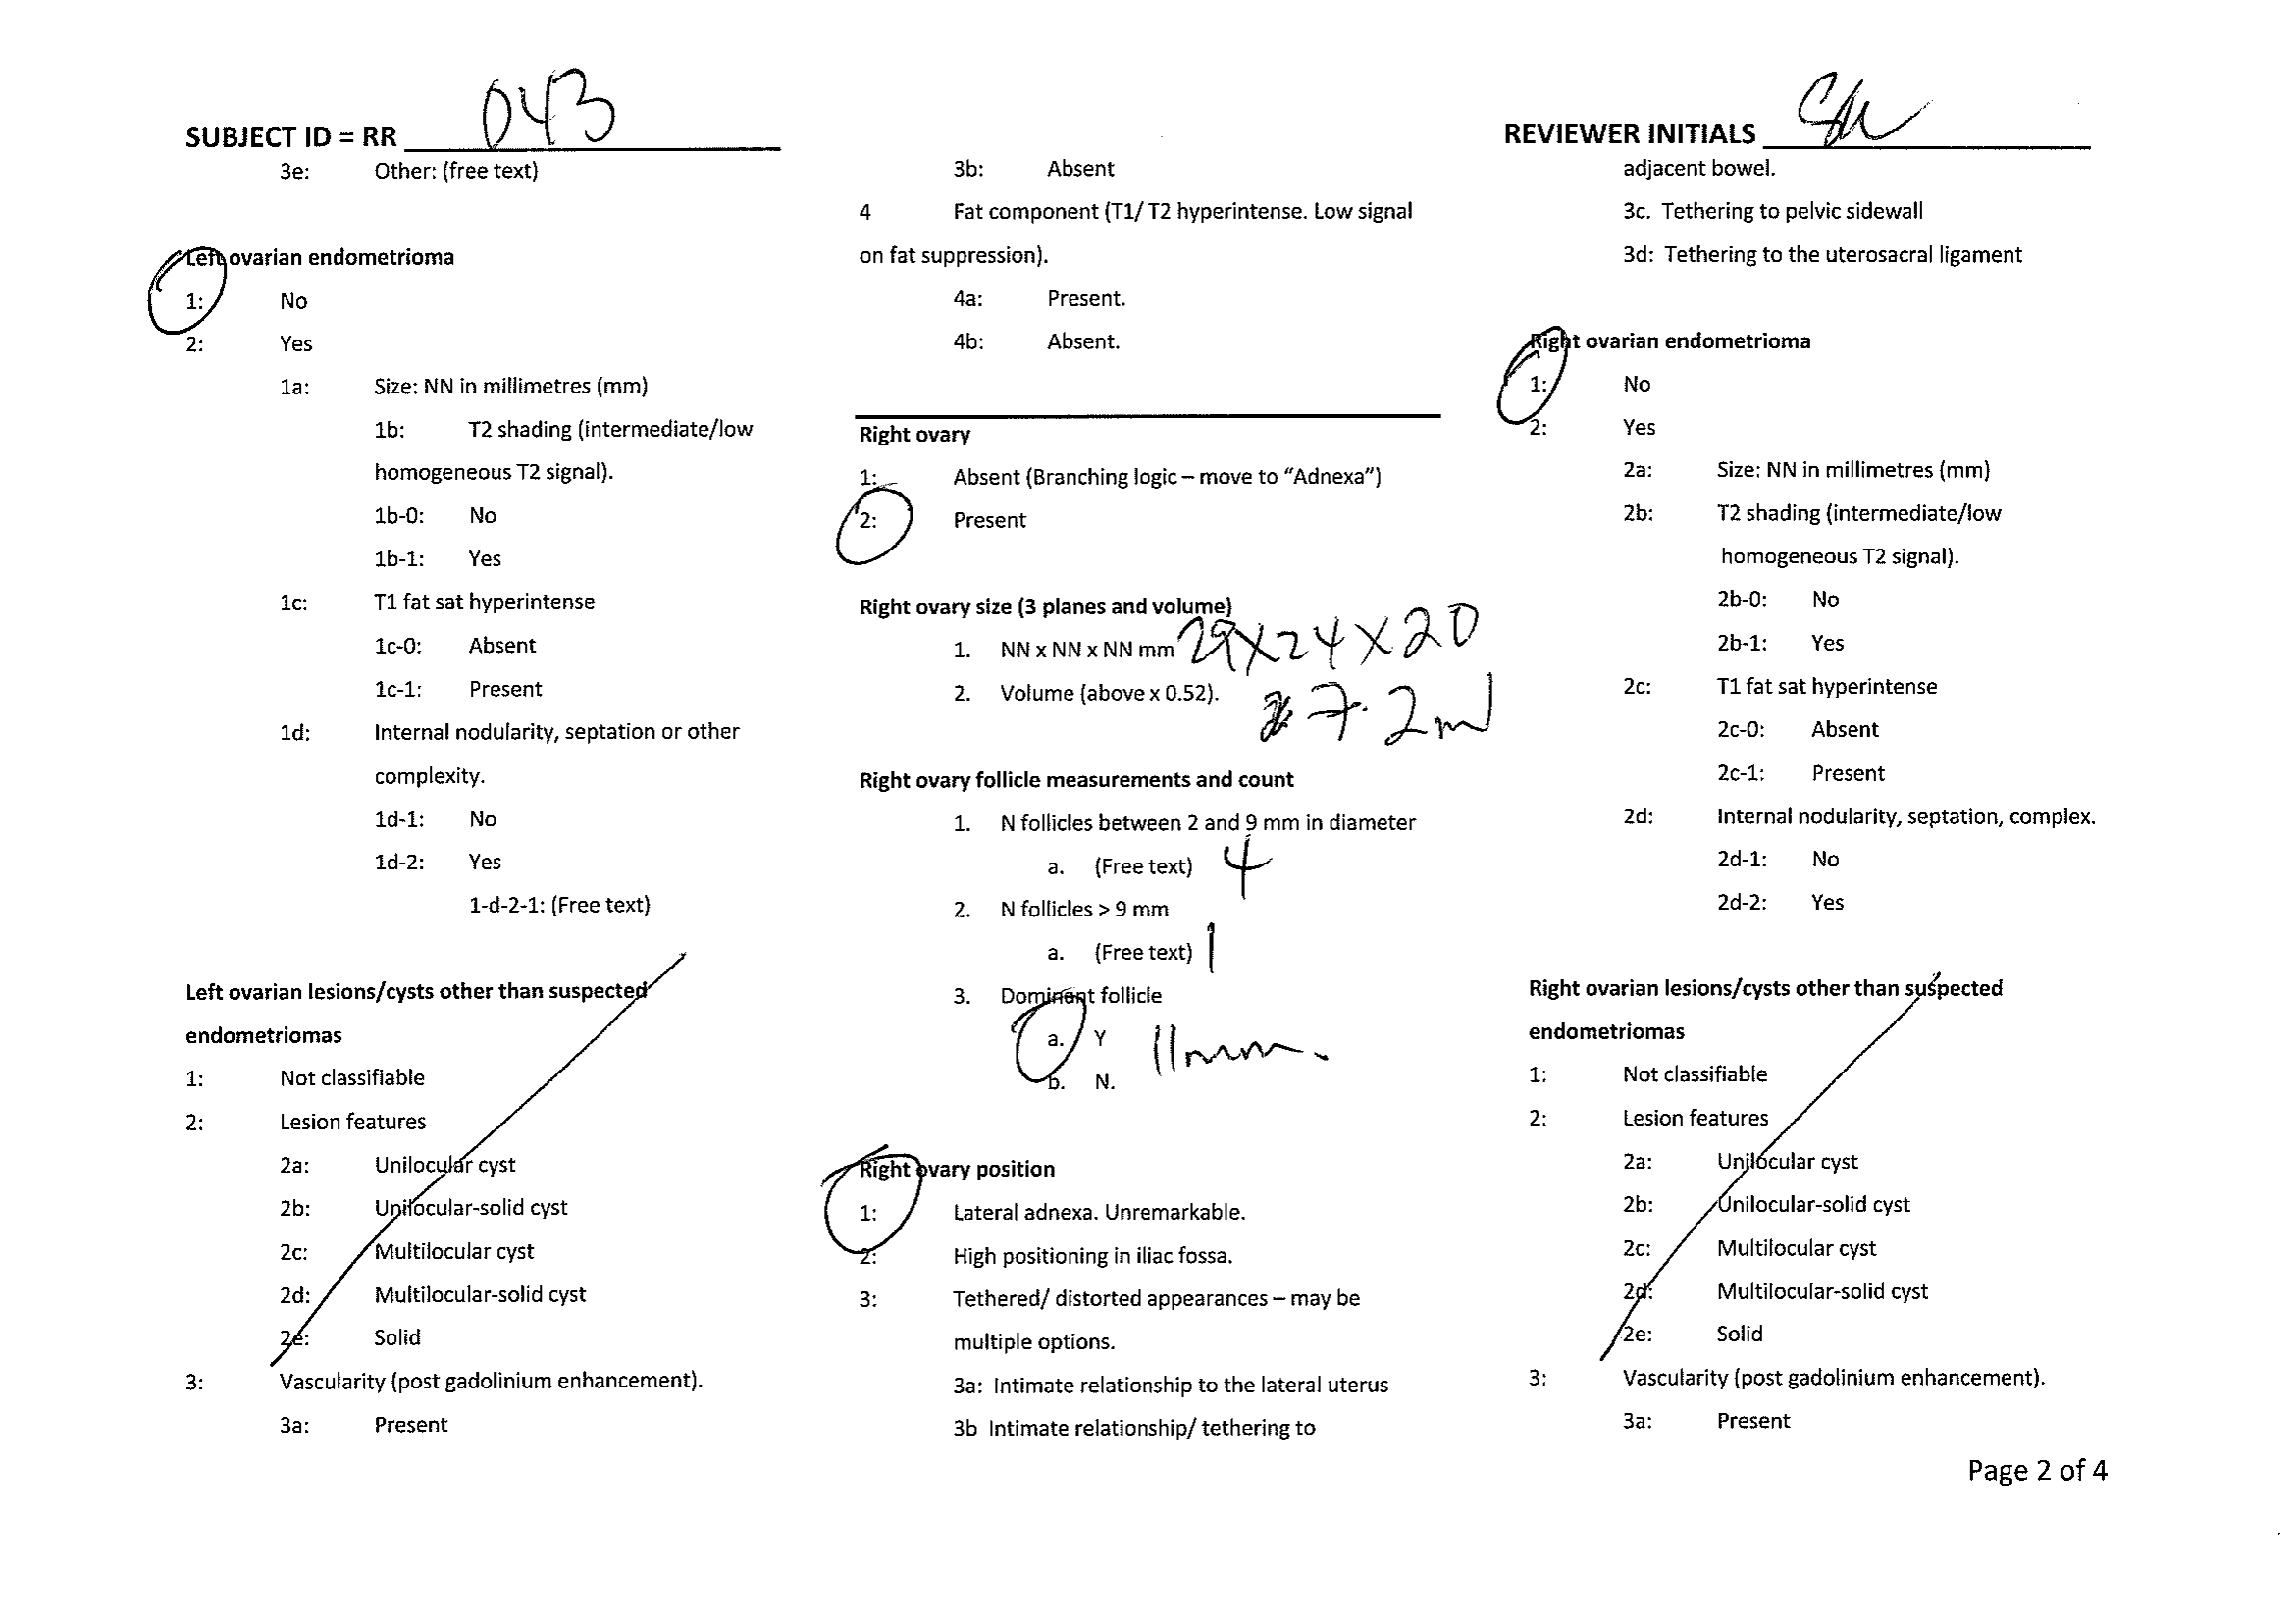 SUBJECT ID = RR 043
3e: Other: (free text)
Left ovarian endometrioma
1: No
2: Yes
1a: Size: NN in millimetres (mm)
1b: T2 shading (intermediate/low
homogeneous T2 signal).
1b-0: No
1b-1: Yes
1c: T1 fat sat hyperintense
1c-0: Absent
1c-1: Present
1d: Internal nodularity, septation or other
complexity.
1d-1: No
1d-2: Yes
1-d-2-1: (Free text)
Left ovarian lesions/cysts other than suspected
endometriomas
1: Not classifiable
2: Lesion features
2a: Unilocular cyst
2b: Unilocular-solid cyst
2c: Multilocular cyst
2d: Multilocular-solid cyst
2e: Solid
3: Vascularity (post gadolinium enhancement).
3a: Present
3b: Absent
4 Fat component (T1/ T2 hyperintense. Low signal
on fat suppression).
4a: Present.
4b: Absent.
Right ovary
1: Absent (Branching logic – move to “Adnexa”)
2: Present
Right ovary size (3 planes and volume)
1. NN x NN x NN mm 29X24X20
2. Volume (above x 0.52). 7.2ml
Right ovary follicle measurements and count
1. N follicles between 2 and 9 mm in diameter
a. (Free text) 4
2. N follicles > 9 mm
a. (Free text) 1
3. Dominant follicle
a. Y 11mm.
b. N.
Right ovary position
1: Lateral adnexa. Unremarkable.
2: High positioning in iliac fossa.
3: Tethered/ distorted appearances – may be
multiple options.
3a: Intimate relationship to the lateral uterus
3b Intimate relationship/ tethering to
REVIEWER INITIALS
adjacent bowel.
3c. Tethering to pelvic sidewall
3d: Tethering to the uterosacral ligament
Right ovarian endometrioma
1: No
2: Yes
2a: Size: NN in millimetres (mm)
2b: T2 shading (intermediate/low
homogeneous T2 signal).
2b-0: No
2b-1: Yes
2c: T1 fat sat hyperintense
2c-0: Absent
2c-1: Present
2d: Internal nodularity, septation, complex.
2d-1: No
2d-2: Yes
Right ovarian lesions/cysts other than suspected
endometriomas
1: Not classifiable
2: Lesion features
2a: Unilocular cyst
2b: Unilocular-solid cyst
2c: Multilocular cyst
2d: Multilocular-solid cyst
2e: Solid
3: Vascularity (post gadolinium enhancement).
3a: Present
Page 2 of 4